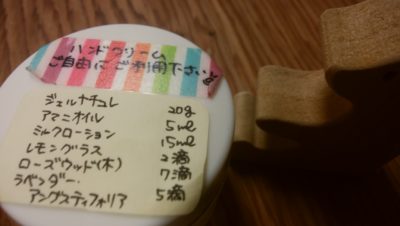 ハンドクリーム
ご自由にご利用下さい
ジェルナチュレ 20g
アマニオイル 5ml
ミルクローション 15ml
レモングラス 2滴
ローズウッド(木) 7滴
ラベンダー・
アングスティフォリア 5滴